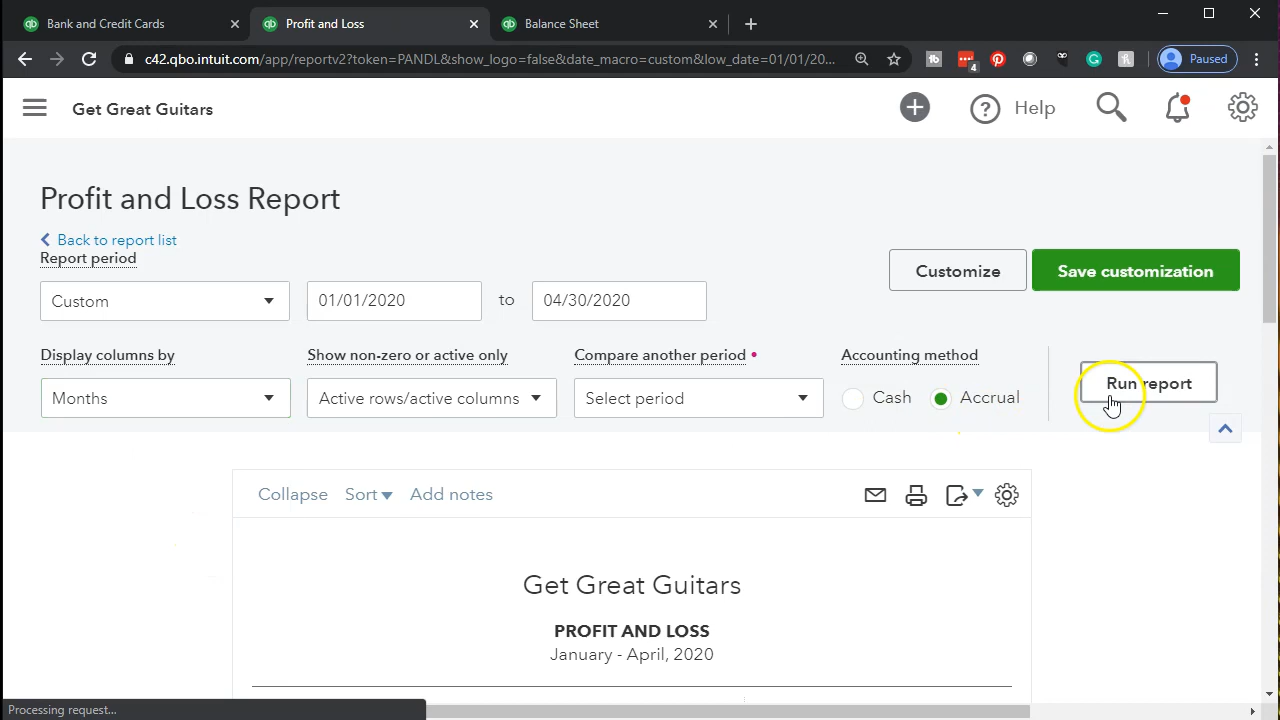 Bank and Credit Cards
Profit and Loss
Balance Sheet
c42.qbo.intuit.com/app/reportv2?token=PANDL&show_logo=false&date_macro=custom&low_date=01/01/20...
4
Paused
Get Great Guitars
Help
Profit and Loss Report
Back to report list
Report period
Customize
Save customization
Custom
01/01/2020
to
04/30/2020
Display columns by
Show non-zero or active only
Compare another period
Accounting method
Months
Active rows/active columns
Select period
Cash
Accrual
Run report
Collapse
Sort
Add notes
Get Great Guitars
PROFIT AND LOSS
January - April, 2020
Processing request...